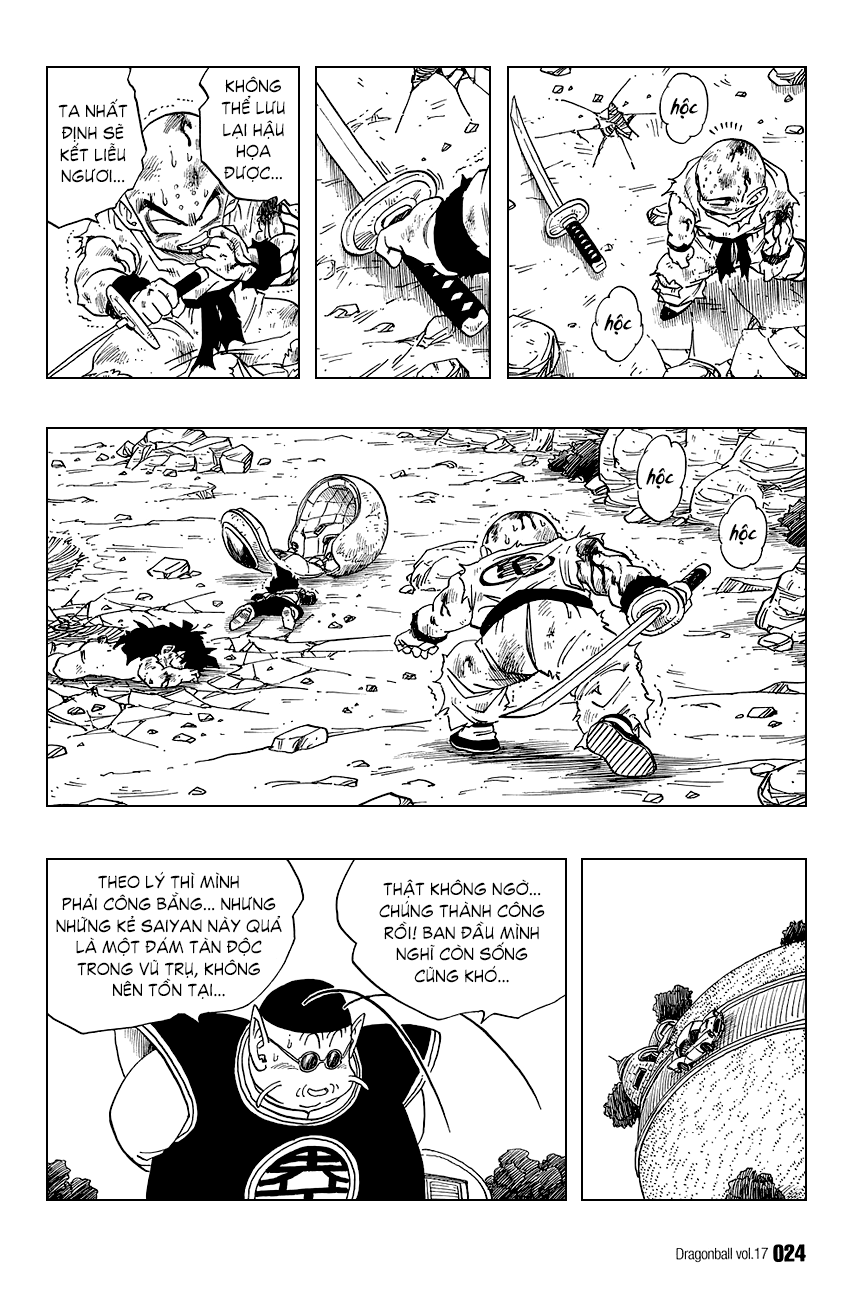 hộc
hộc
KHÔNG
THỂ LƯU
LẠI HẬU
HỌA
ĐƯỢC...
TA NHẤT
ĐỊNH SẼ
KẾT LIỄU
NGƯƠI...
hộc
hộc
THẬT KHÔNG NGỜ...
CHÚNG THÀNH CÔNG
RỒI! BAN ĐẦU MÌNH
NGHĨ CÒN SỐNG
CŨNG KHÓ...
THEO LÝ THÌ MÌNH
PHẢI CÔNG BẰNG... NHƯNG
NHỮNG KẺ SAIYAN NÀY QUẢ
LÀ MỘT ĐÁM TÀN ĐỘC
TRONG VŨ TRỤ, KHÔNG
NÊN TỒN TẠI...
Dragonball vol.17 024